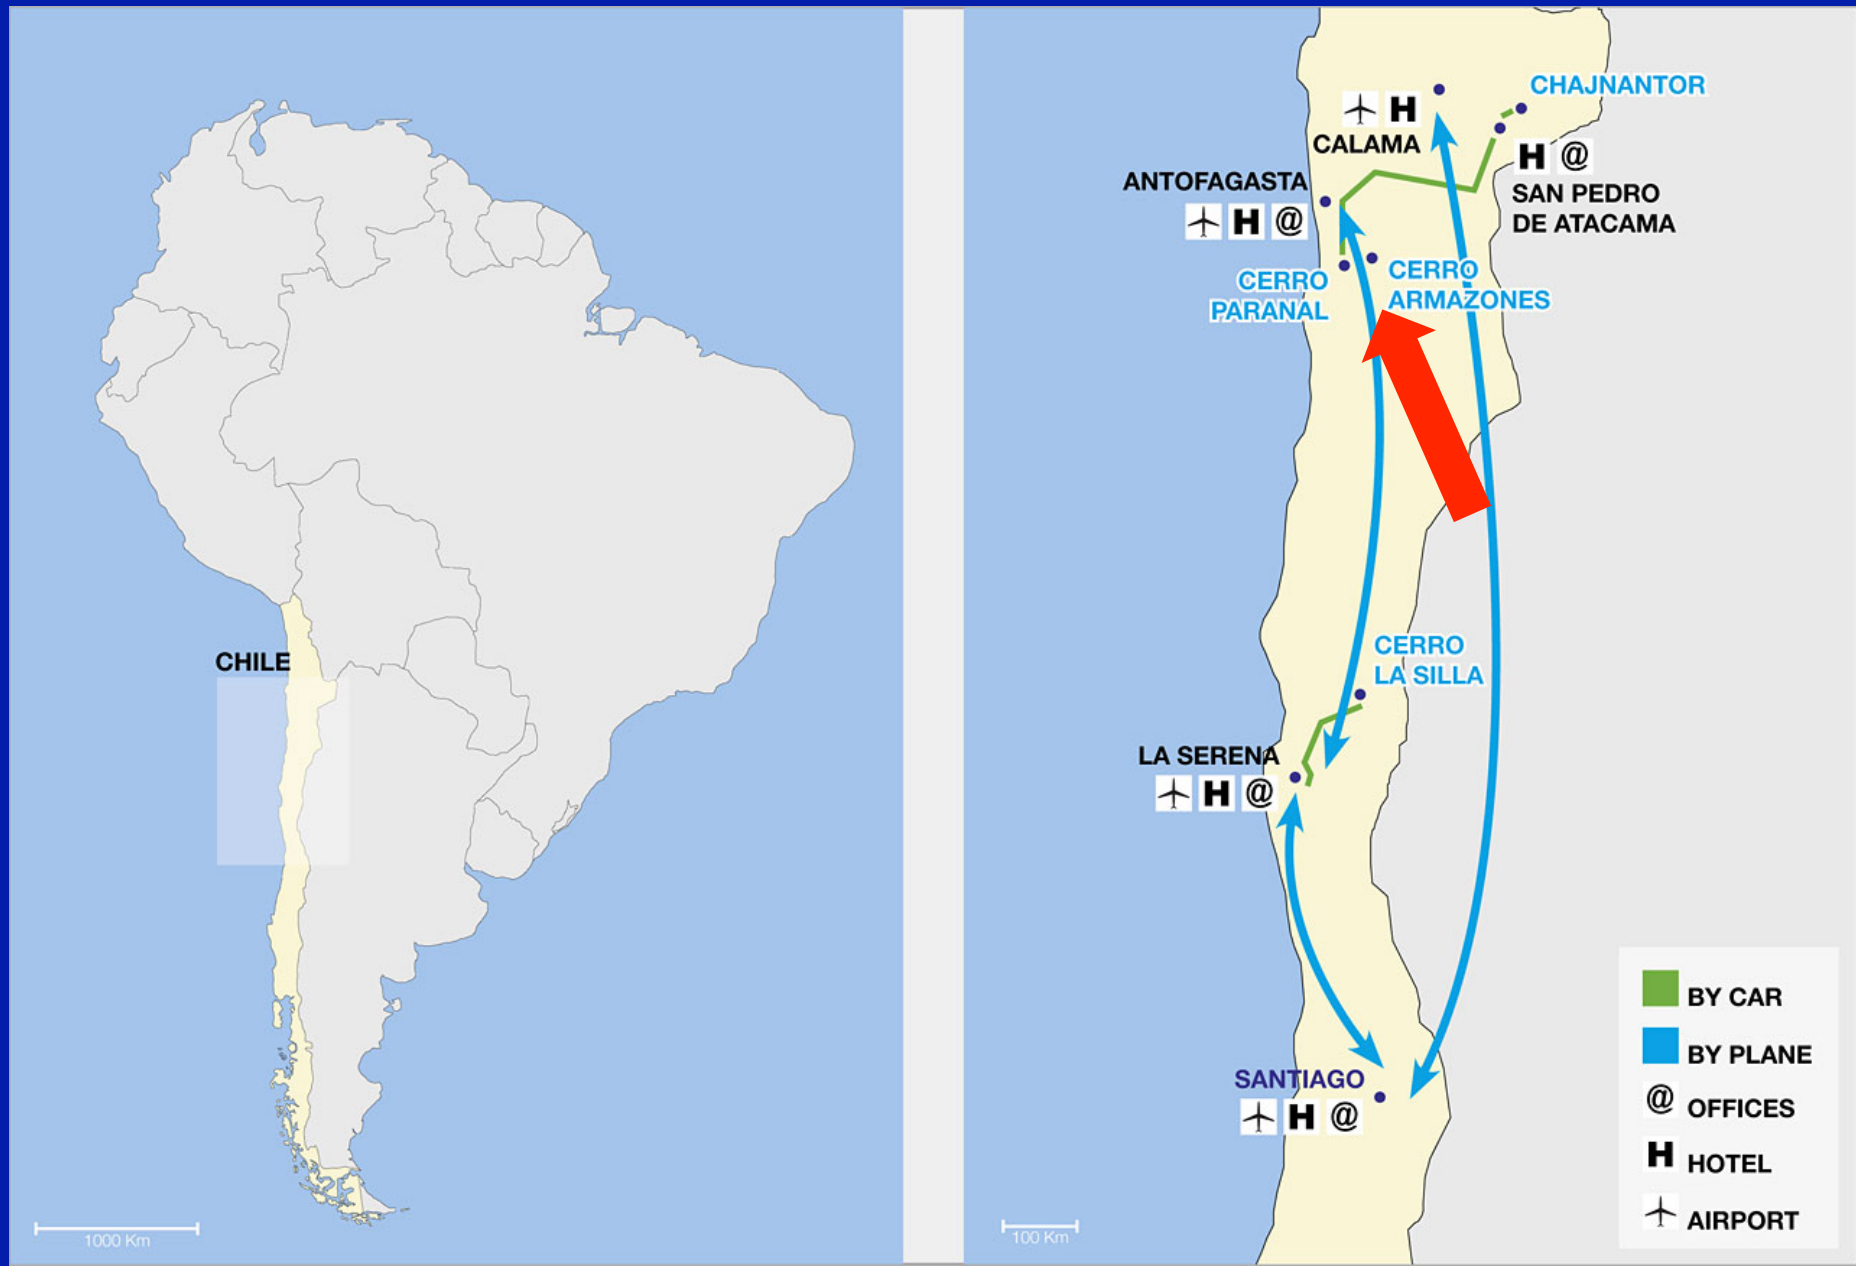 CHILE
1000 Km
CHAJNANTOR
H
CALAMA
H @
SAN PEDRO
DE ATACAMA
ANTOFAGASTA
H @
CERRO
PARANAL
CERRO
ARMAZONES
CERRO
LA SILLA
LA SERENA
H @
SANTIAGO
H @
100 Km
BY CAR
BY PLANE
@ OFFICES
H HOTEL
AIRPORT